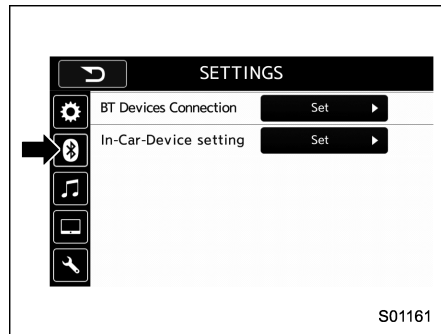 SETTINGS
BT Devices Connection Set
In-Car-Device setting Set
S01161